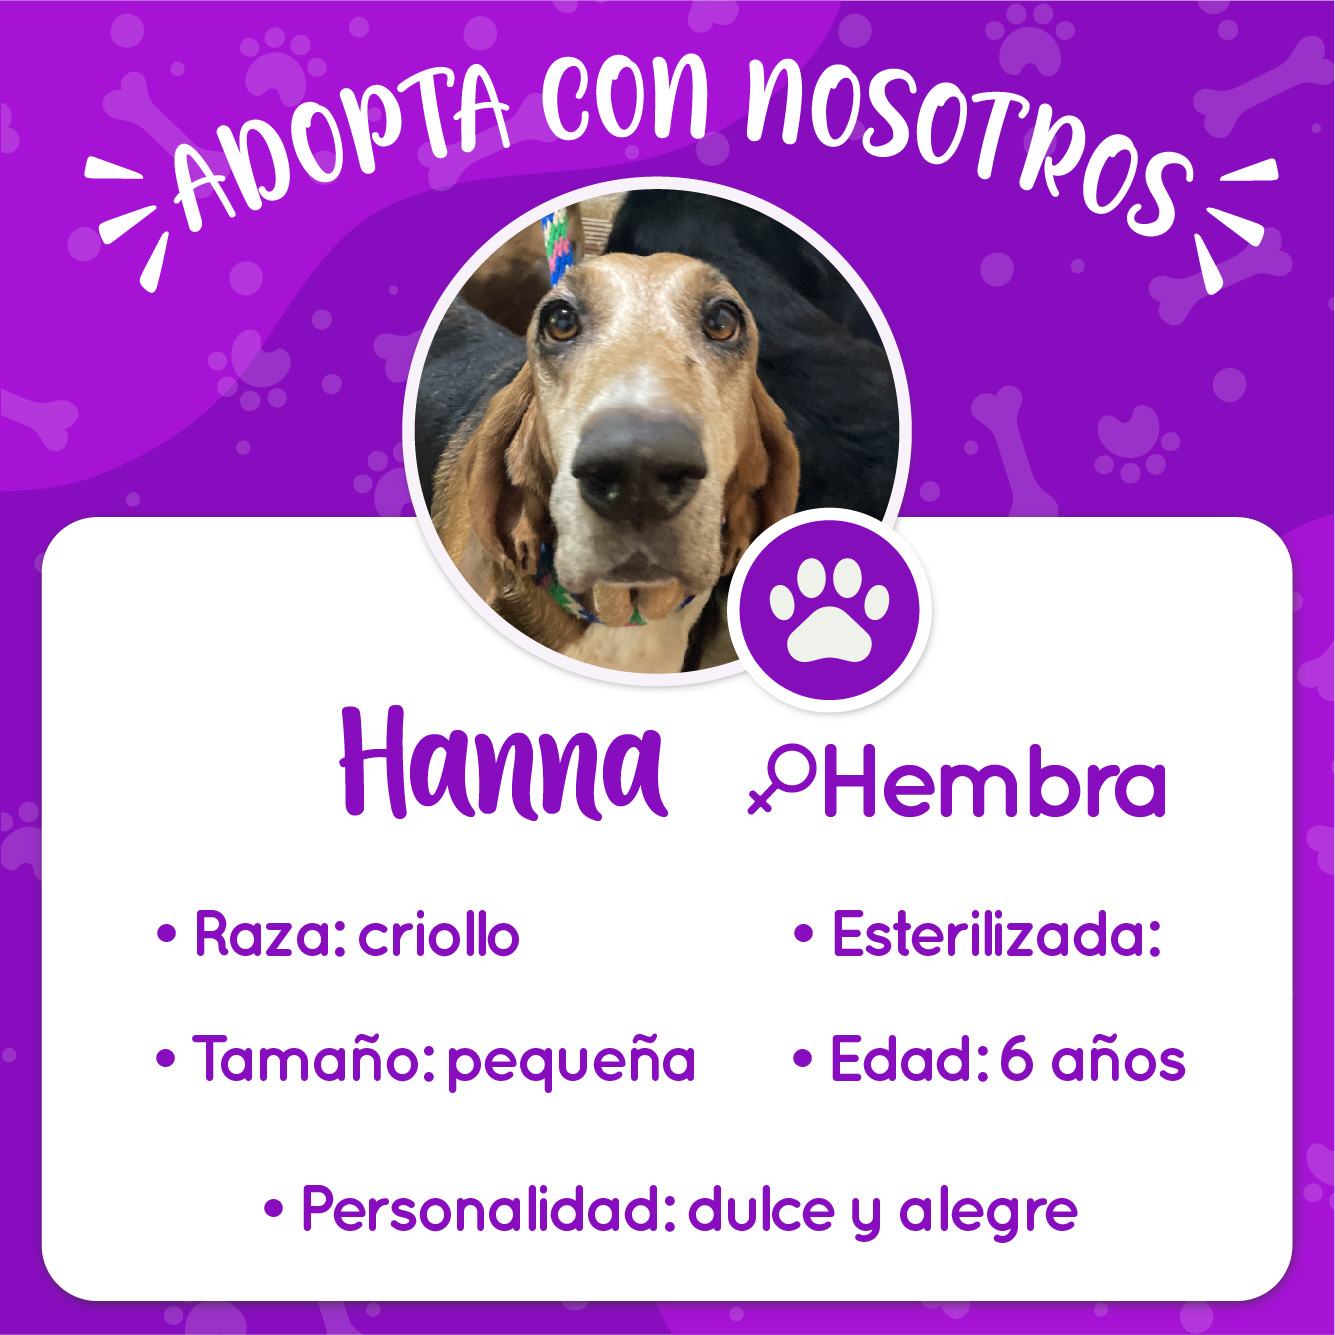 ADOPTA CON NOSOTROS
Hanna
Hembra
• Raza: criollo
• Esterilizada:
• Tamaño: pequeña
• Edad: 6 años
• Personalidad: dulce y alegre